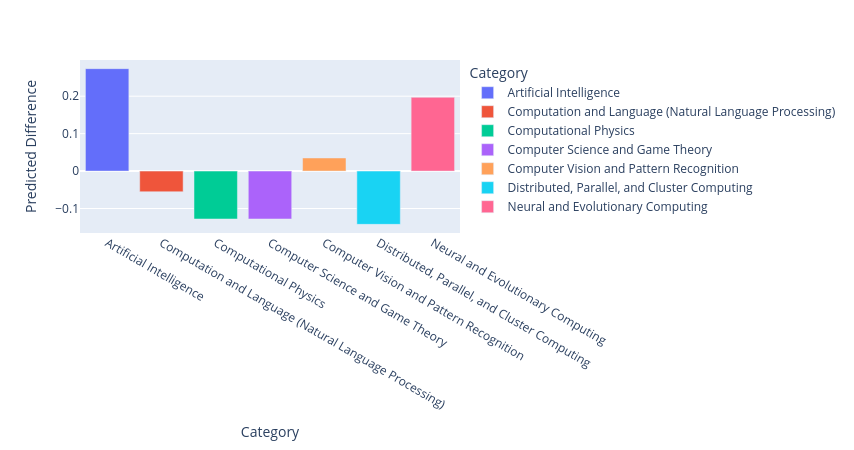 Predicted Difference
0.2
0.1
0
−0.1
Artificial Intelligence
Computation and Language (Natural Language Processing)
Computational Physics
Computer Science and Game Theory
Computer Vision and Pattern Recognition
Distributed, Parallel, and Cluster Computing
Neural and Evolutionary Computing
Category
Category
Artificial Intelligence
Computation and Language (Natural Language Processing)
Computational Physics
Computer Science and Game Theory
Computer Vision and Pattern Recognition
Distributed, Parallel, and Cluster Computing
Neural and Evolutionary Computing